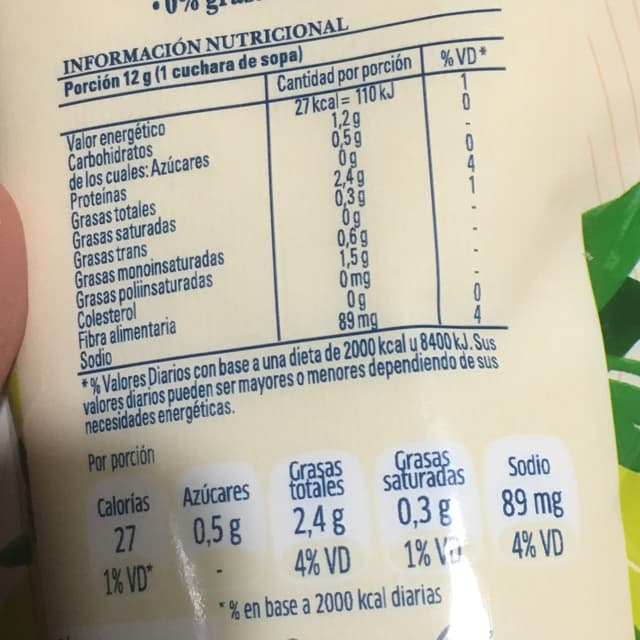 • 0%
INFORMACIÓN NUTRICIONAL
Porción 12 g (1 cuchara de sopa)
Cantidad por porción % VD*
Valor energético 27 kcal = 110 kJ 1
Carbohidratos 1,2 g 0
de los cuales: Azúcares 0,5 g -
Proteínas 0 g 0
Grasas totales 2,4 g 4
Grasas saturadas 0,3 g 1
Grasas trans 0 g -
Grasas monoinsaturadas 0,6 g -
Grasas poliinsaturadas 1,5 g -
Colesterol 0 mg -
Fibra alimentaria 0 g 0
Sodio 89 mg 4
*% Valores Diarios con base a una dieta de 2000 kcal u 8400 kJ. Sus
valores diarios pueden ser mayores o menores dependiendo de sus
necesidades energéticas.
Por porción
Calorías 27 1% VD*
Azúcares 0,5 g -
Grasas totales 2,4 g 4% VD
Grasas saturadas 0,3 g 1%
Sodio 89 mg 4% VD
*% en base a 2000 kcal diarias